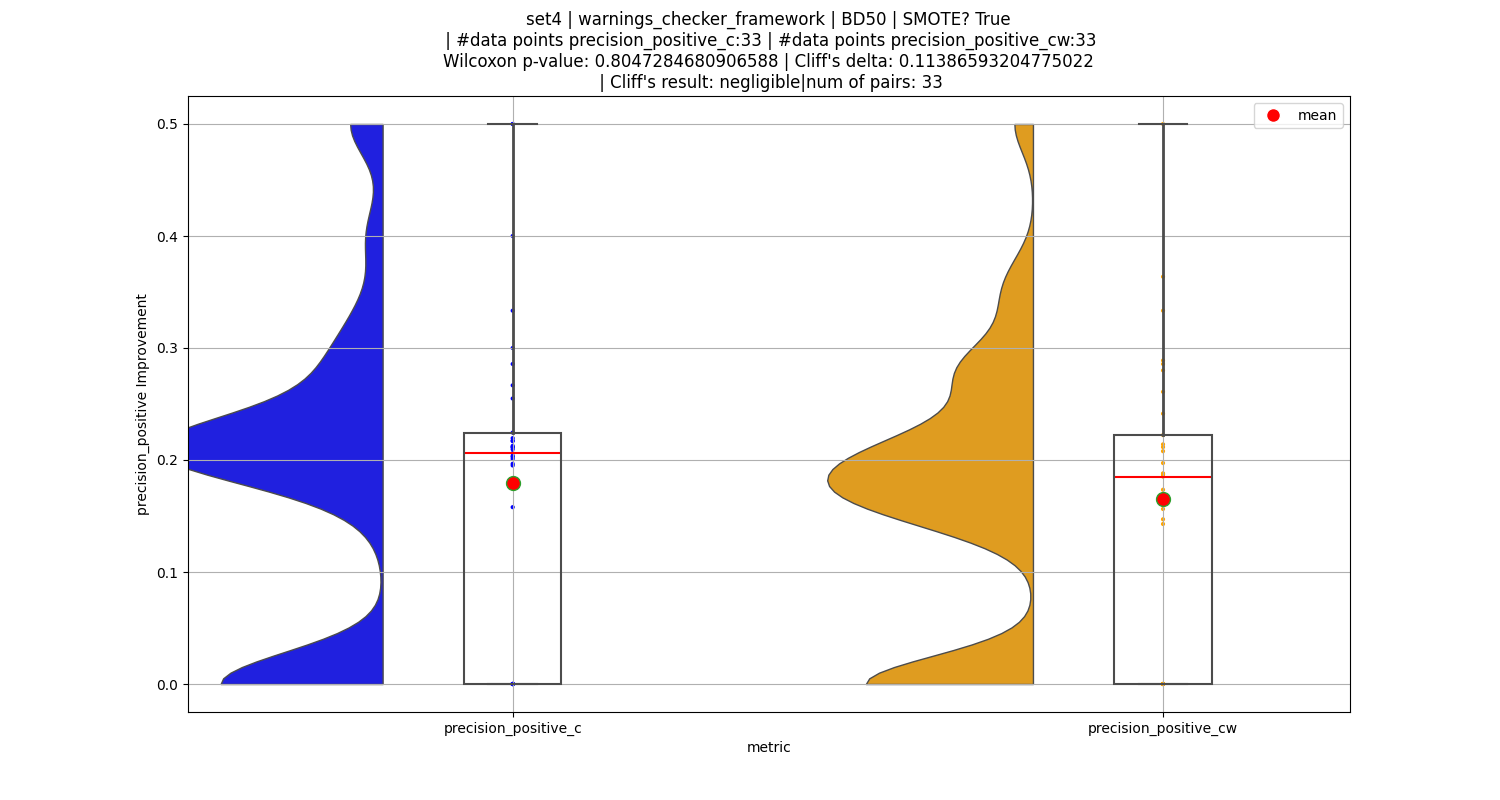 set4 | warnings_checker_framework | BD50 | SMOTE? True
| #data points precision_positive_c:33 | #data points precision_positive_cw:33
Wilcoxon p-value: 0.8047284680906588 | Cliff's delta: 0.11386593204775022
| Cliff's result: negligible|num of pairs: 33
mean
0.5
0.4
0.3
0.2
0.1
0.0
precision_positive Improvement
precision_positive_c
precision_positive_cw
metric